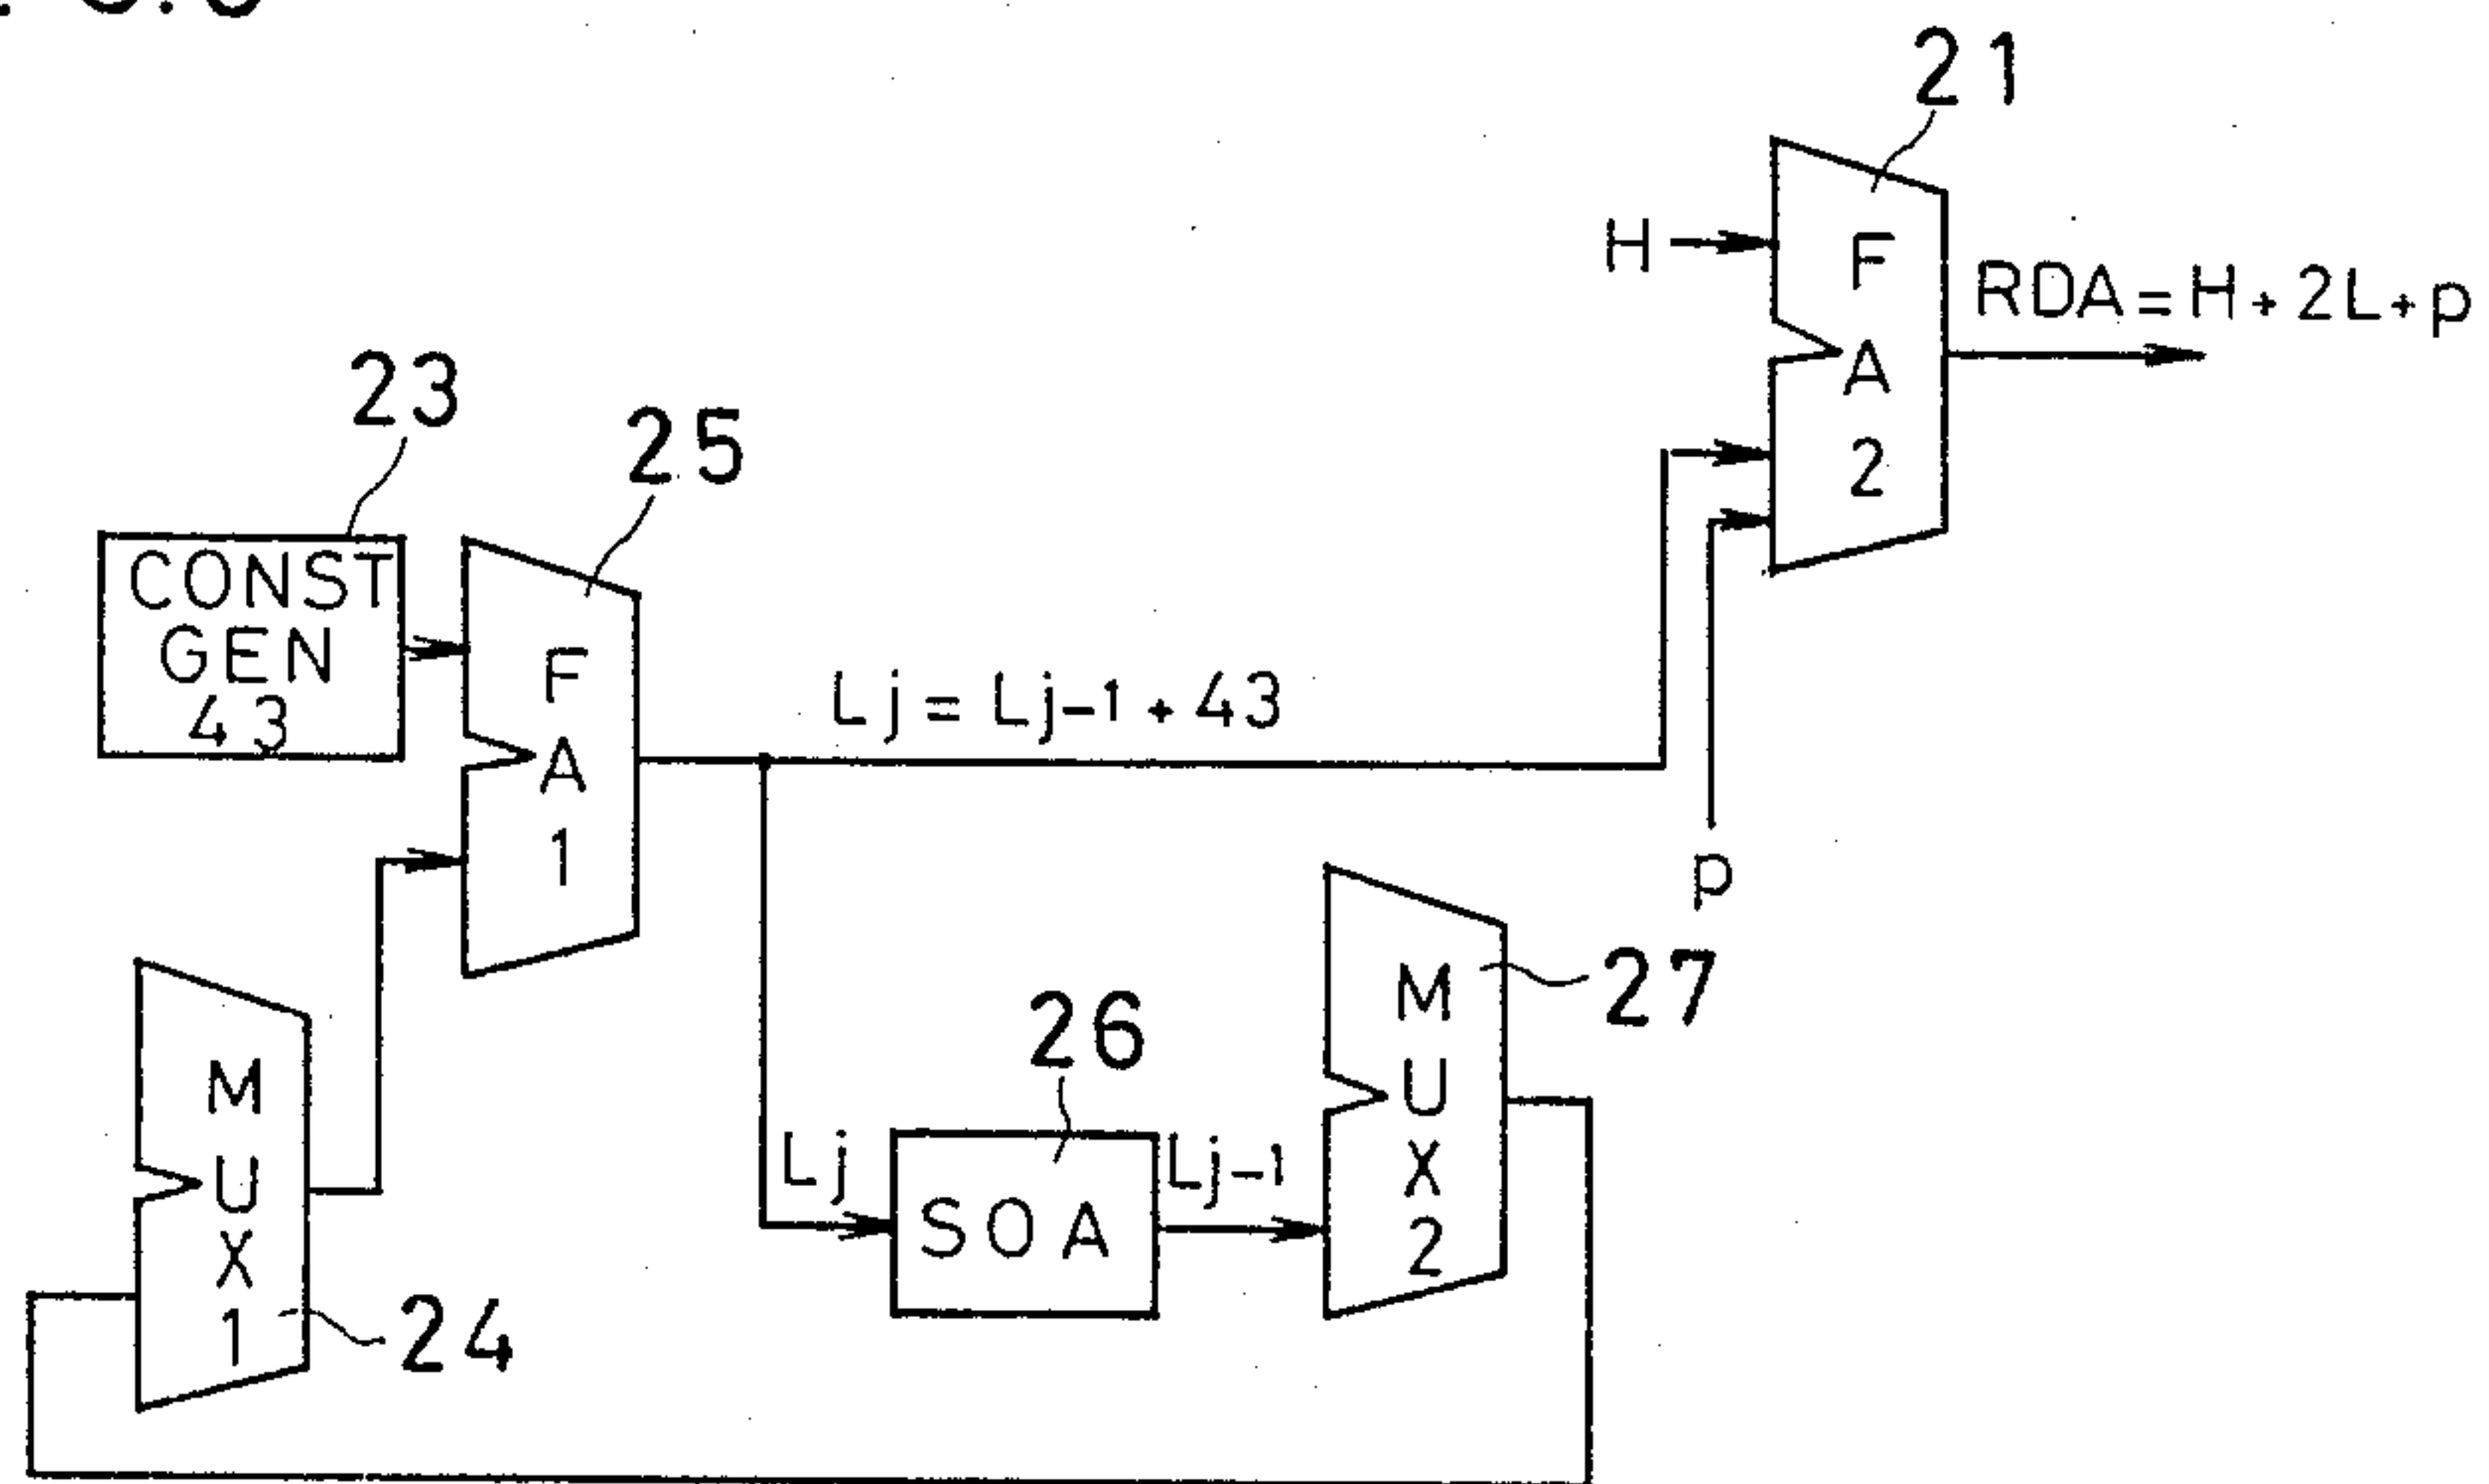 21
H
F
A
2
RDA = H + 2L + p
23
25
CONST
GEN
43
F
A
1
Lj = Lj-1 + 43
p
M
U
X
1
24
Lj
26
SOA
Lj-1
M
U
X
2
27